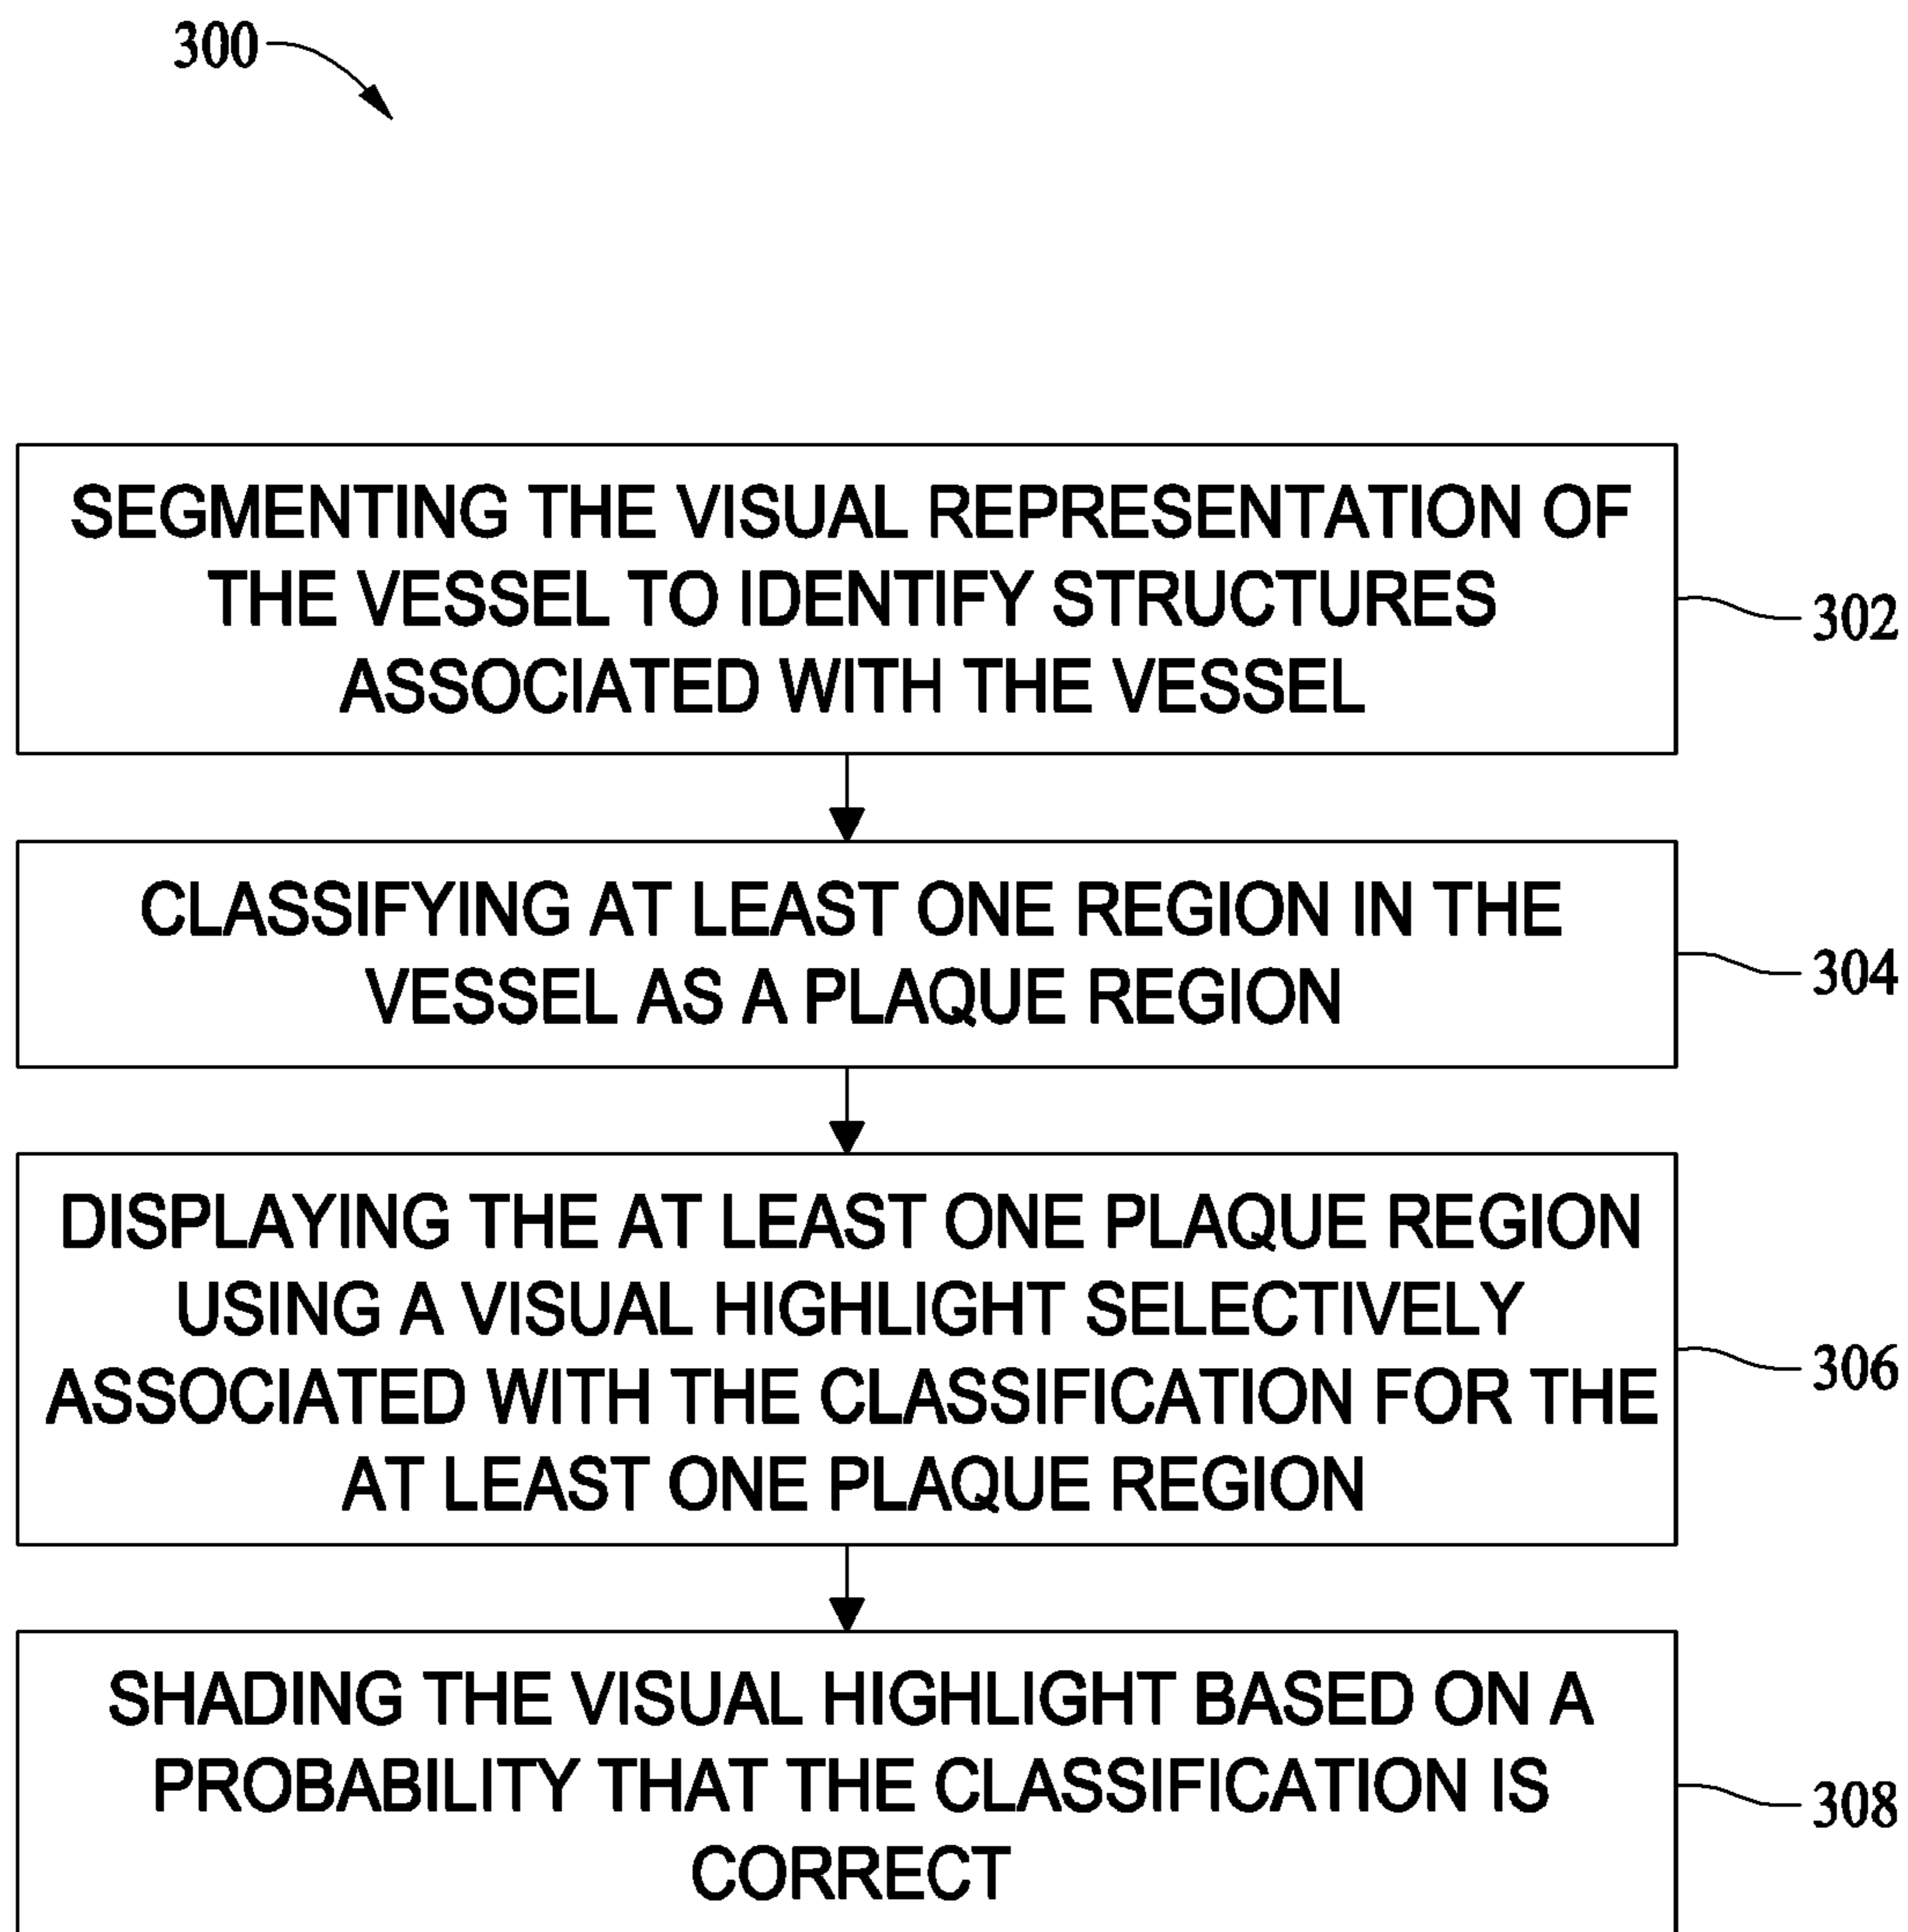 300
SEGMENTING THE VISUAL REPRESENTATION OF
THE VESSEL TO IDENTIFY STRUCTURES
ASSOCIATED WITH THE VESSEL
302
CLASSIFYING AT LEAST ONE REGION IN THE
VESSEL AS A PLAQUE REGION
304
DISPLAYING THE AT LEAST ONE PLAQUE REGION
USING A VISUAL HIGHLIGHT SELECTIVELY
ASSOCIATED WITH THE CLASSIFICATION FOR THE
AT LEAST ONE PLAQUE REGION
306
SHADING THE VISUAL HIGHLIGHT BASED ON A
PROBABILITY THAT THE CLASSIFICATION IS
CORRECT
308